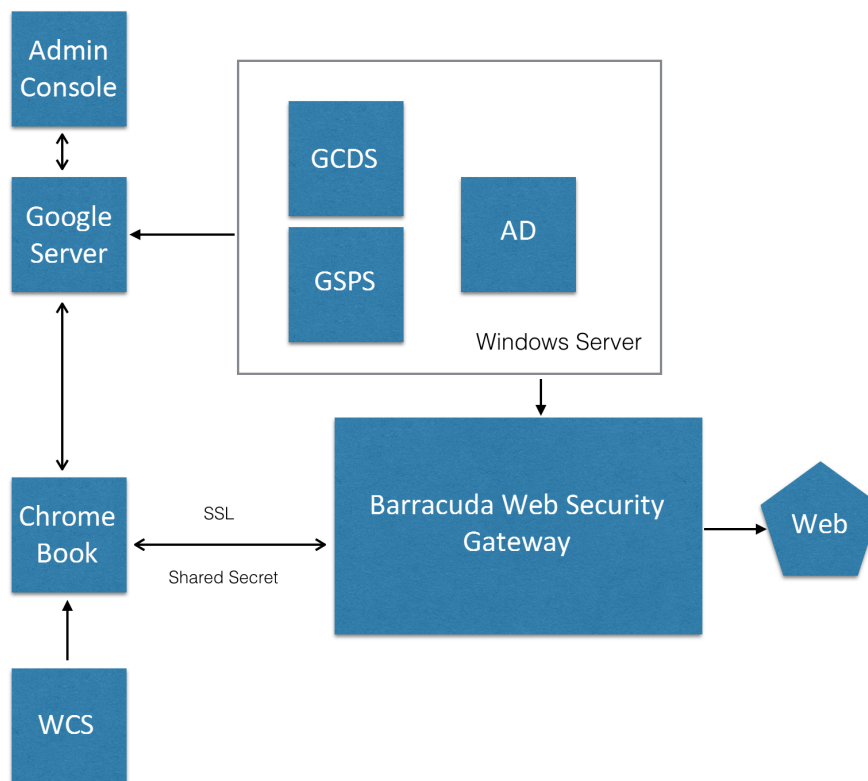 Admin
Console
GCDS
Google
Server
AD
GSPS
Windows Server
Chrome
Book
SSL
Shared Secret
Barracuda Web Security
Gateway
Web
WCS